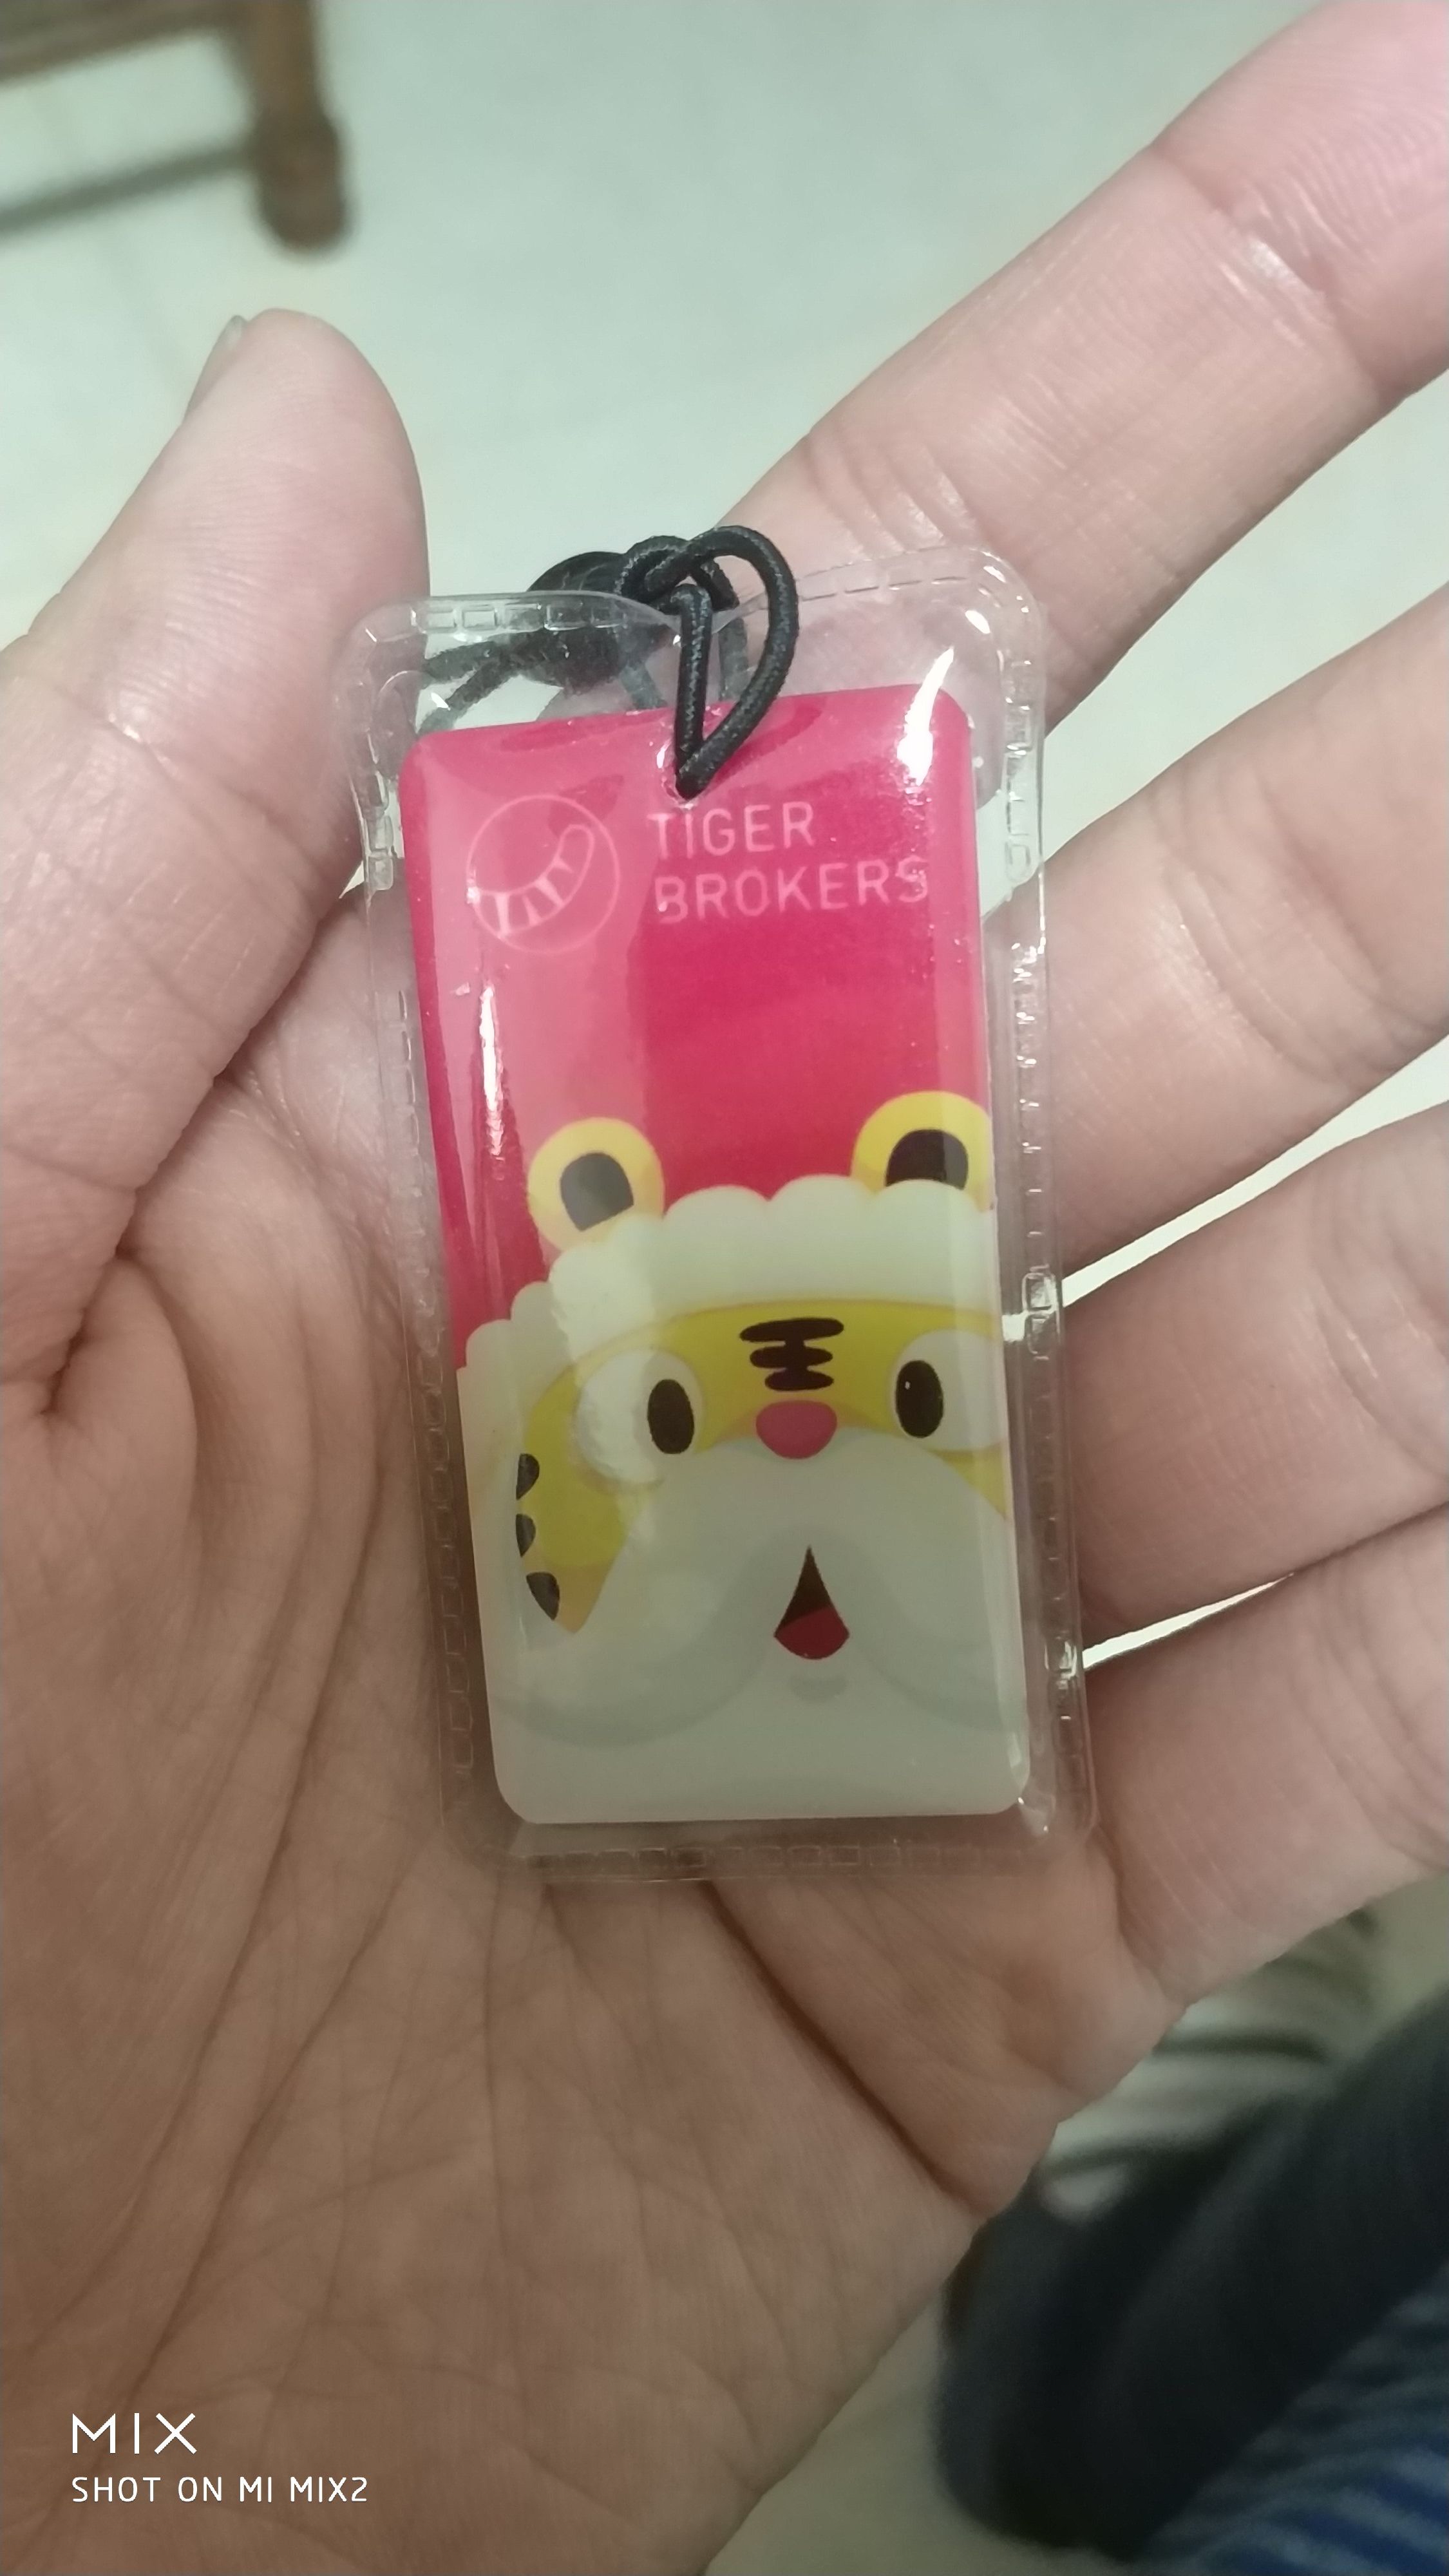 TIGER
BROKERS
MIX
SHOT ON MI MIX2